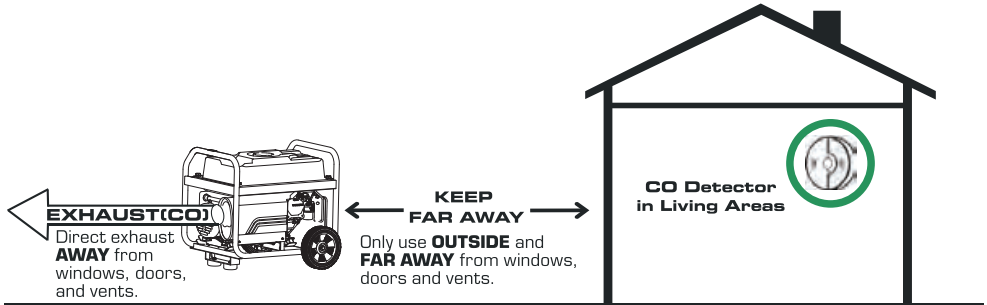 EXHAUST(CO)
Direct exhaust
AWAY from
windows, doors,
and vents.
KEEP
FAR AWAY
Only use OUTSIDE and
FAR AWAY from windows,
doors and vents.
CO Detector
in Living Areas